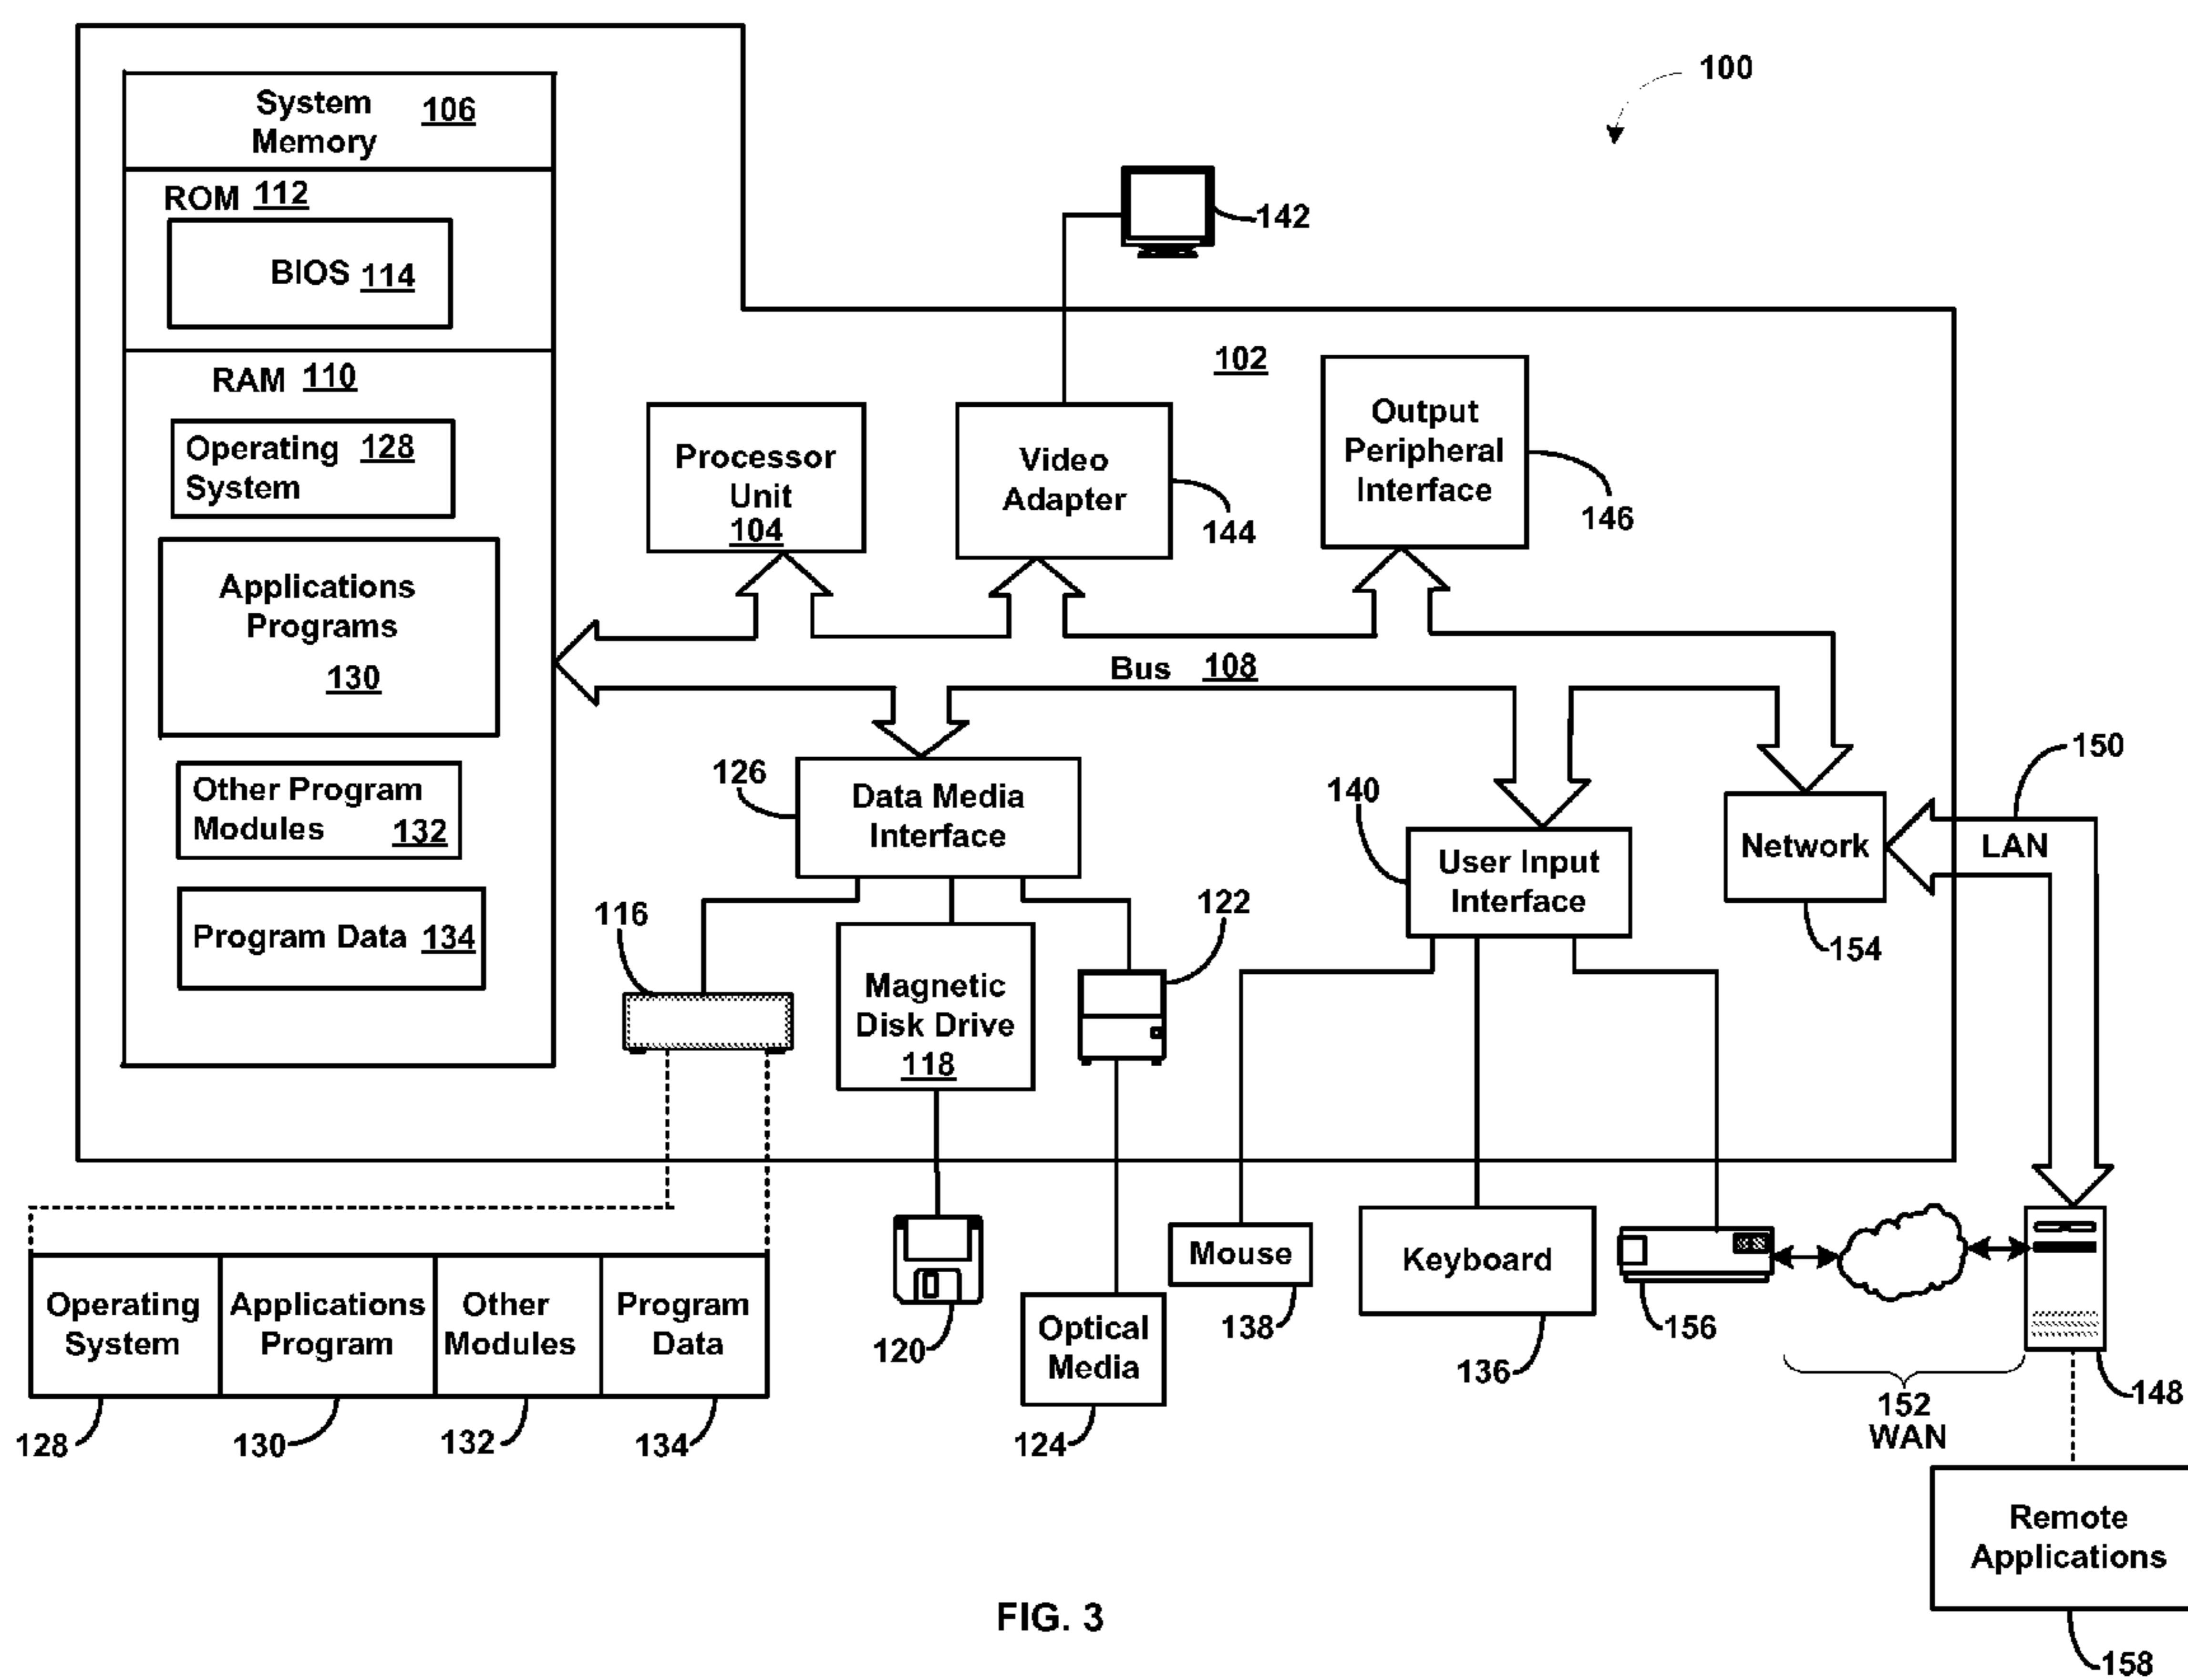 100
System 106
Memory
ROM 112
BIOS 114
RAM 110
Operating 128
System
Applications
Programs
130
Other Program
Modules 132
Program Data 134
142
102
Processor
Unit
104
Video
Adapter
144
Output
Peripheral
Interface
146
Bus 108
126
Data Media
Interface
140
User Input
Interface
Network
154
150
LAN
116
Magnetic
Disk Drive
118
122
Operating
System
Applications
Program
Other
Modules
Program
Data
128
130
132
134
120
Optical
Media
124
Mouse
138
Keyboard
136
156
152
WAN
148
Remote
Applications
158
FIG. 3